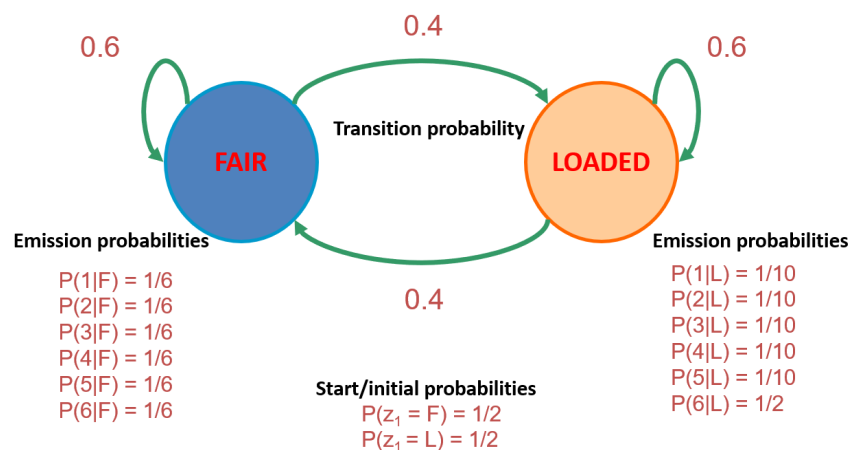 0.6
0.4
0.6
Transition probability
FAIR
LOADED
Emission probabilities
P(1|F) = 1/6
P(2|F) = 1/6
P(3|F) = 1/6
P(4|F) = 1/6
P(5|F) = 1/6
P(6|F) = 1/6
0.4
Start/initial probabilities
P(z₁ = F) = 1/2
P(z₁ = L) = 1/2
Emission probabilities
P(1|L) = 1/10
P(2|L) = 1/10
P(3|L) = 1/10
P(4|L) = 1/10
P(5|L) = 1/10
P(6|L) = 1/2